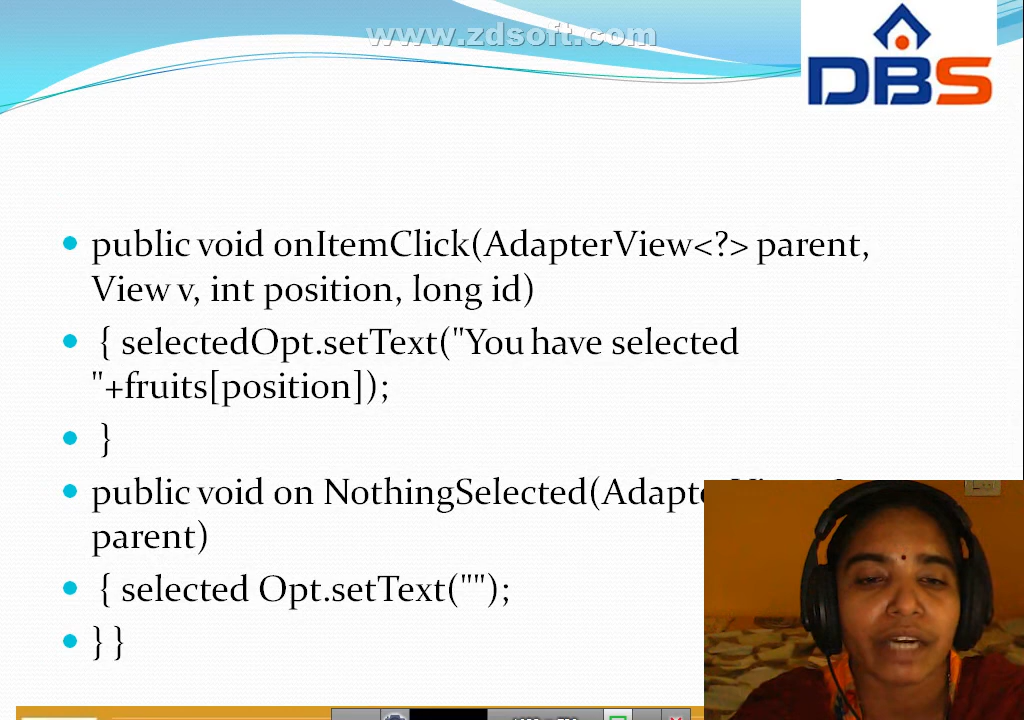 www.zdsoft.com
DBS
public void onItemClick(AdapterView<?> parent,
View v, int position, long id)
{ selectedOpt.setText("You have selected
"+fruits[position]);
}
public void on NothingSelected(
parent)
{ selected Opt.setText("");
} }